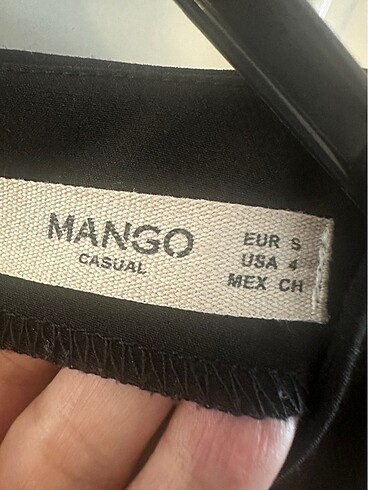 MANGO
CASUAL
EUR S
USA 4
MEX CH